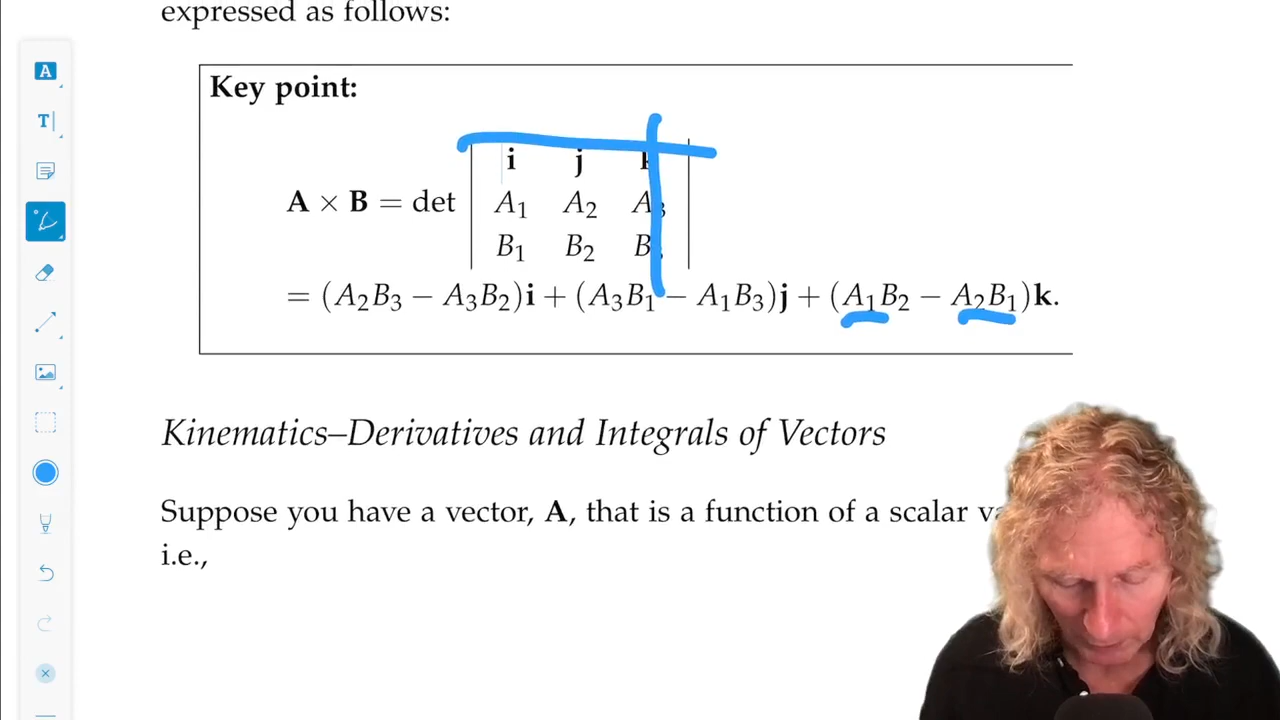 expressed as follows:
Key point:
i j k
A × B = det | A₁ A₂ A₃ |
B₁ B₂ B
= (A₂B₃ − A₃B₂)i + (A₃B₁ − A₁B₃)j + (A₁B₂ − A₂B₁)k.
Kinematics–Derivatives and Integrals of Vectors
Suppose you have a vector, A, that is a function of a scalar
i.e.,
A
T